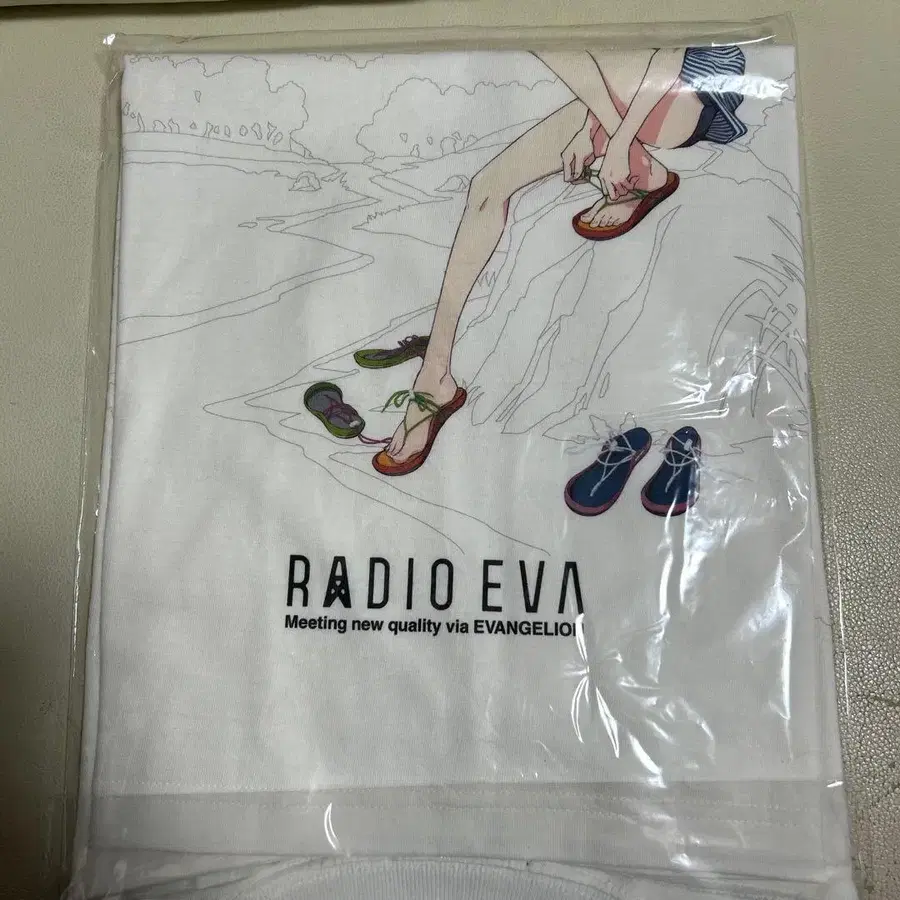 RADIO EVA
Meeting new quality via EVANGELION